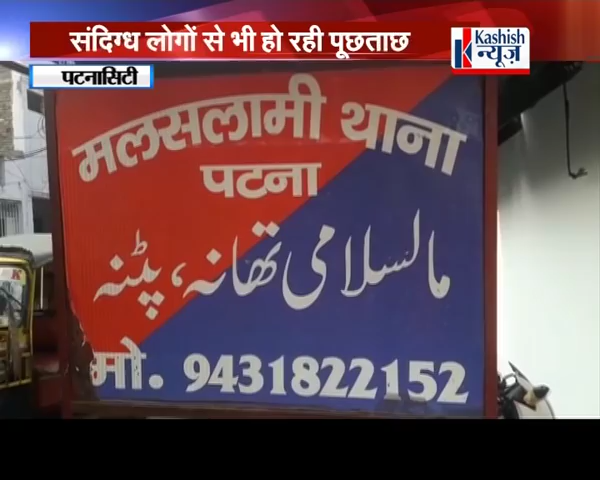 संदिग्ध लोगों से भी हो रही पूछताछ
Kashish
न्यूज़
पटनासिटी
मलसलामी थाना
पटना
مالسلامی تھانہ، پٹنہ
मो. 9431822152